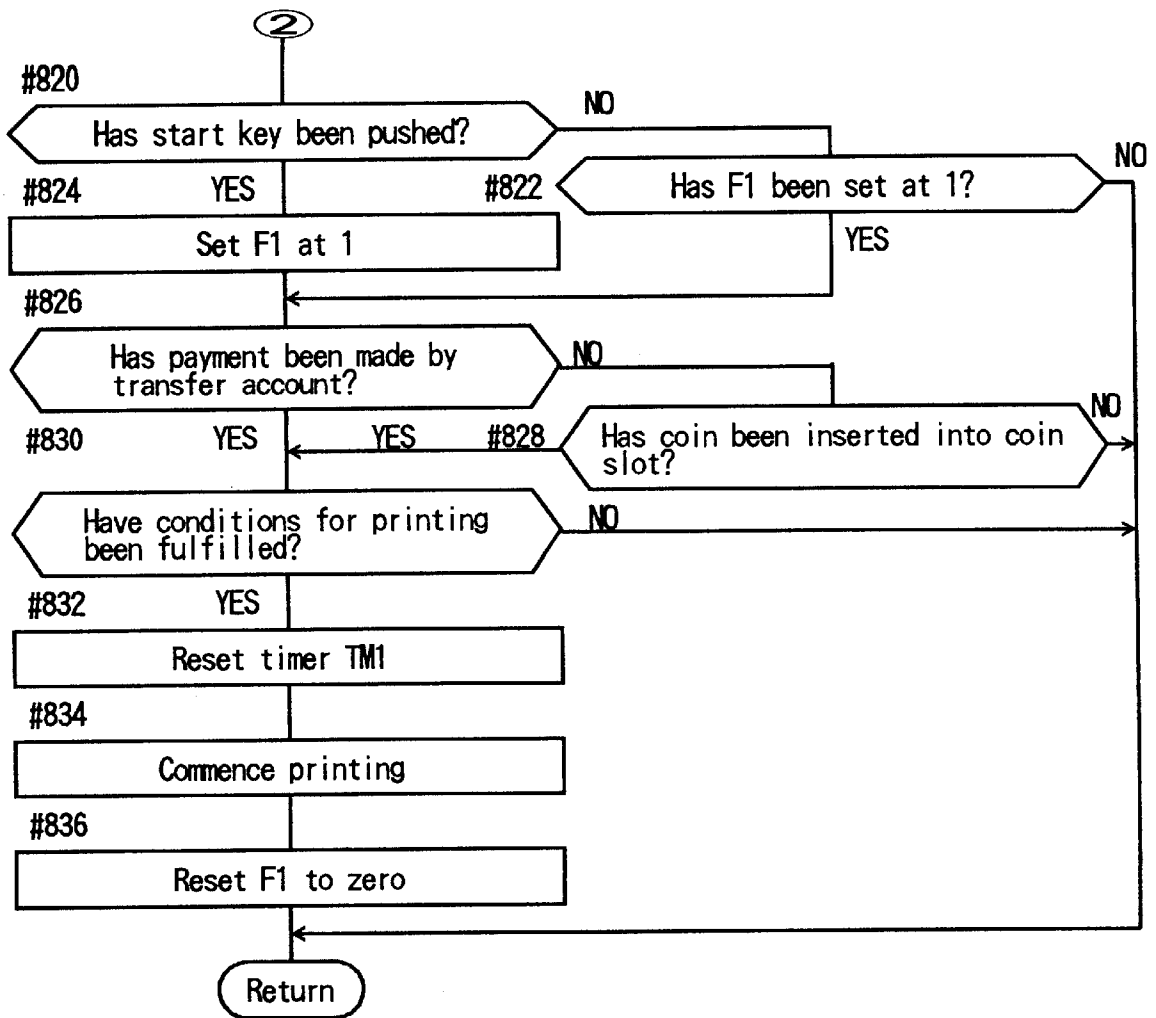 2
#820
NO
Has start key been pushed?
NO
#824
YES
#822
Has F1 been set at 1?
Set F1 at 1
YES
#826
Has payment been made by
transfer account?
NO
NO
#830
YES
YES
#828
Has coin been inserted into coin
slot?
Have conditions for printing
been fulfilled?
NO
#832
YES
Reset timer TM1
#834
Commence printing
#836
Reset F1 to zero
Return